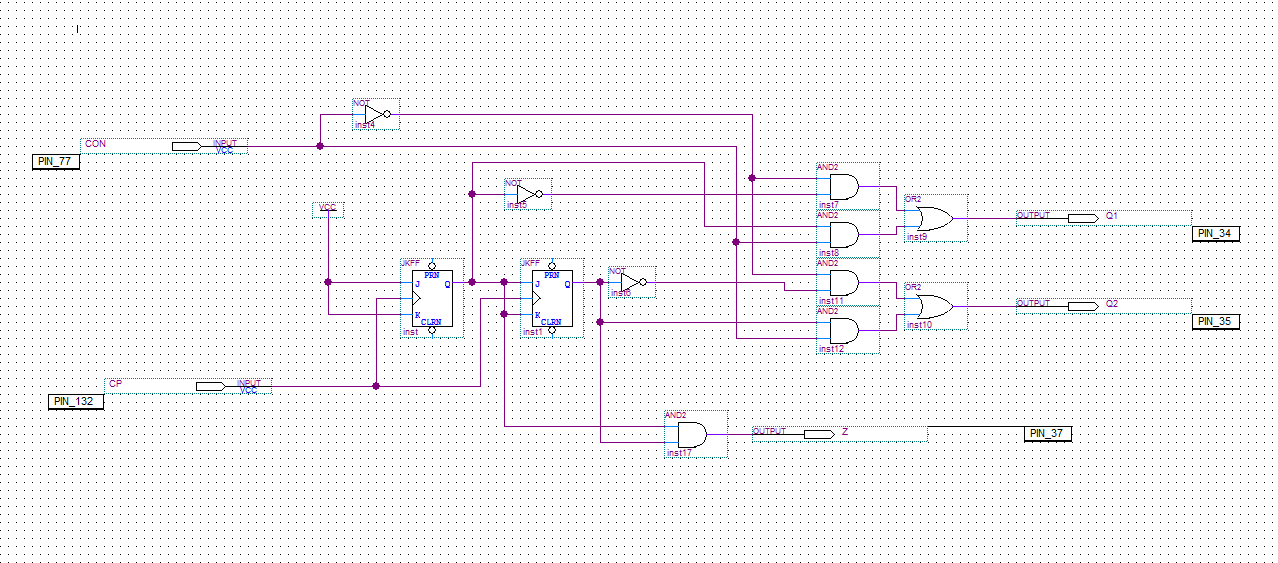 NOT
inst4
CON
INPUT
VCC
PIN_77
AND2
inst7
NOT
inst5
OR2
inst9
OUTPUT
Q1
PIN_34
VCC
AND2
inst8
JKFF
PRN
J
Q
K
CLRN
inst
JKFF
PRN
J
Q
K
CLRN
inst1
NOT
inst6
AND2
inst11
OR2
inst10
OUTPUT
Q2
PIN_35
AND2
inst12
CP
INPUT
VCC
PIN_132
AND2
inst17
OUTPUT
Z
PIN_37